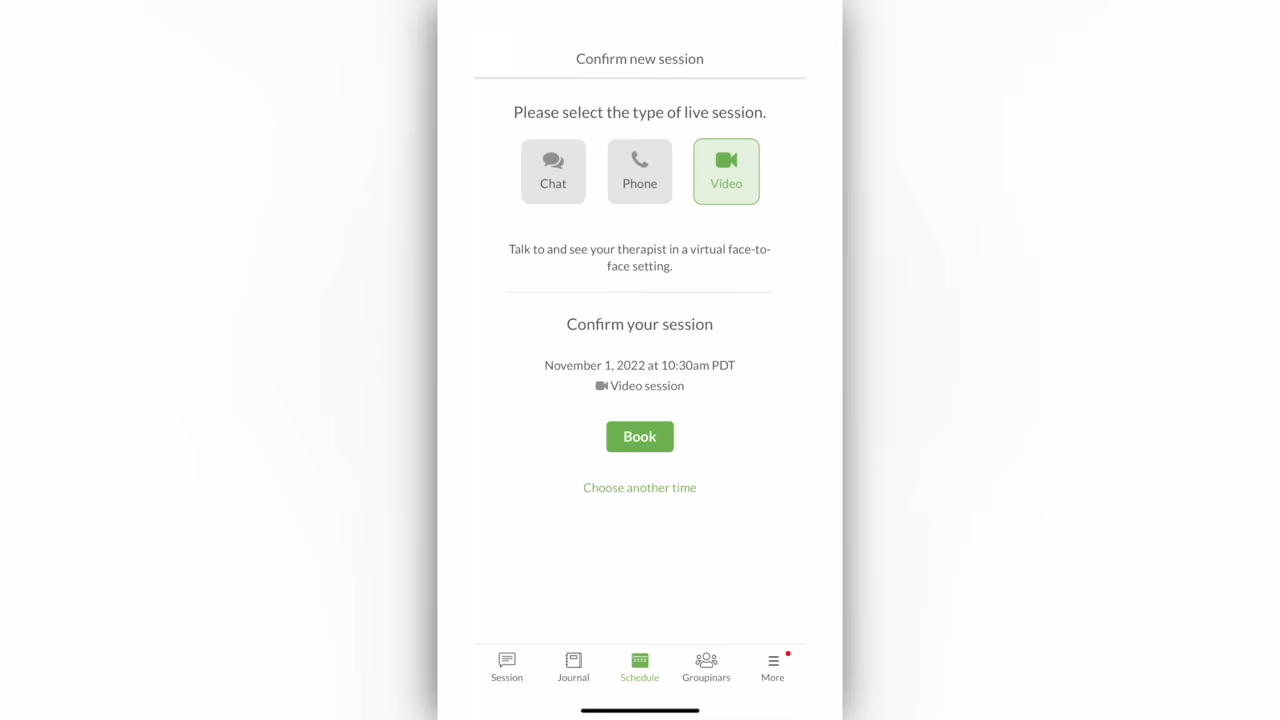 Confirm new session
Please select the type of live session.
Chat
Phone
Video
Talk to and see your therapist in a virtual face-to-
face setting.
Confirm your session
November 1, 2022 at 10:30am PDT
Video session
Book
Choose another time
Session
Journal
Schedule
Groupinars
More